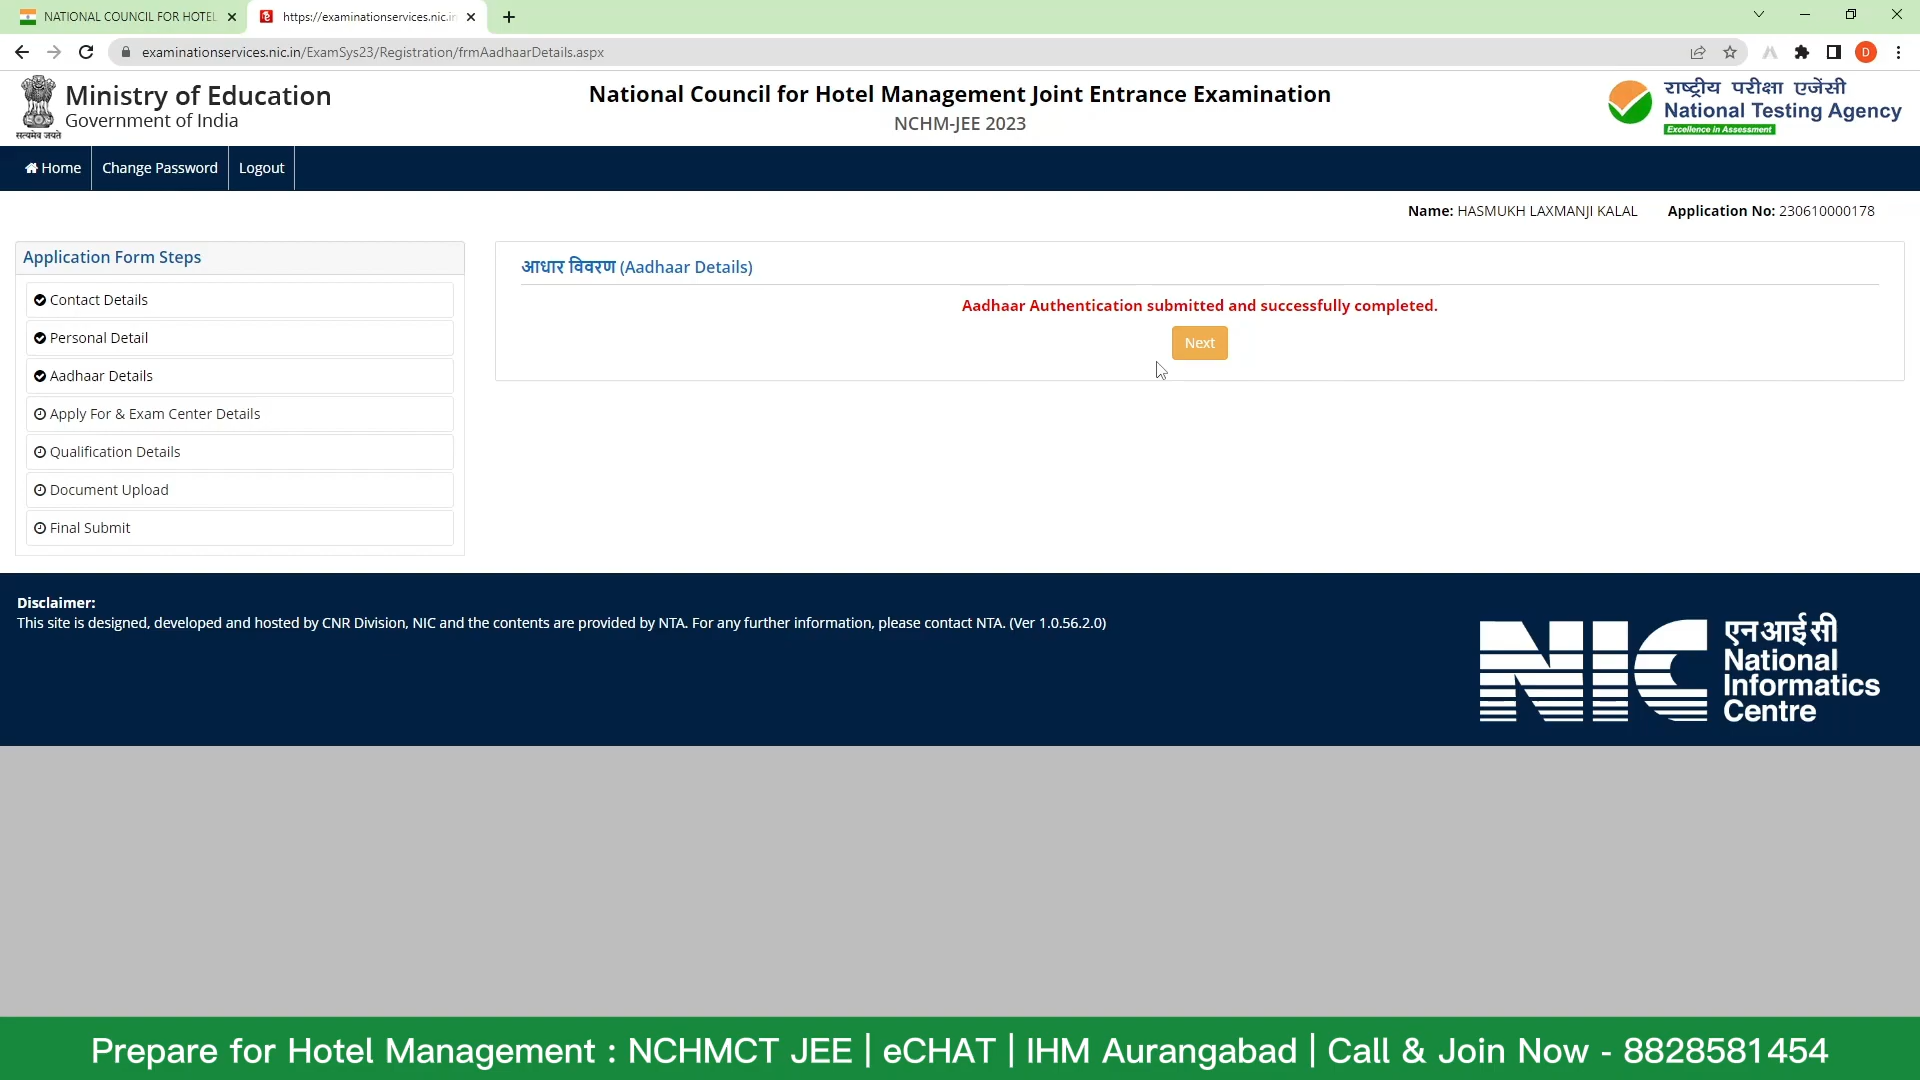 NATIONAL COUNCIL FOR HOTEL
https://examinationservices.nic.in
examinationservices.nic.in/ExamSys23/Registration/frmAadhaarDetails.aspx
D
सत्यमेव जयते
Ministry of Education
Government of India
National Council for Hotel Management Joint Entrance Examination
NCHM-JEE 2023
राष्ट्रीय परीक्षा एजेंसी
National Testing Agency
Excellence in Assessment
Home
Change Password
Logout
Name: HASMUKH LAXMANJI KALAL
Application No: 230610000178
Application Form Steps
Contact Details
Personal Detail
Aadhaar Details
Apply For & Exam Center Details
Qualification Details
Document Upload
Final Submit
आधार विवरण (Aadhaar Details)
Aadhaar Authentication submitted and successfully completed.
Next
Disclaimer:
This site is designed, developed and hosted by CNR Division, NIC and the contents are provided by NTA. For any further information, please contact NTA. (Ver 1.0.56.2.0)
NIC
एनआईसी
National
Informatics
Centre
Prepare for Hotel Management : NCHMCT JEE | eCHAT | IHM Aurangabad | Call & Join Now - 8828581454